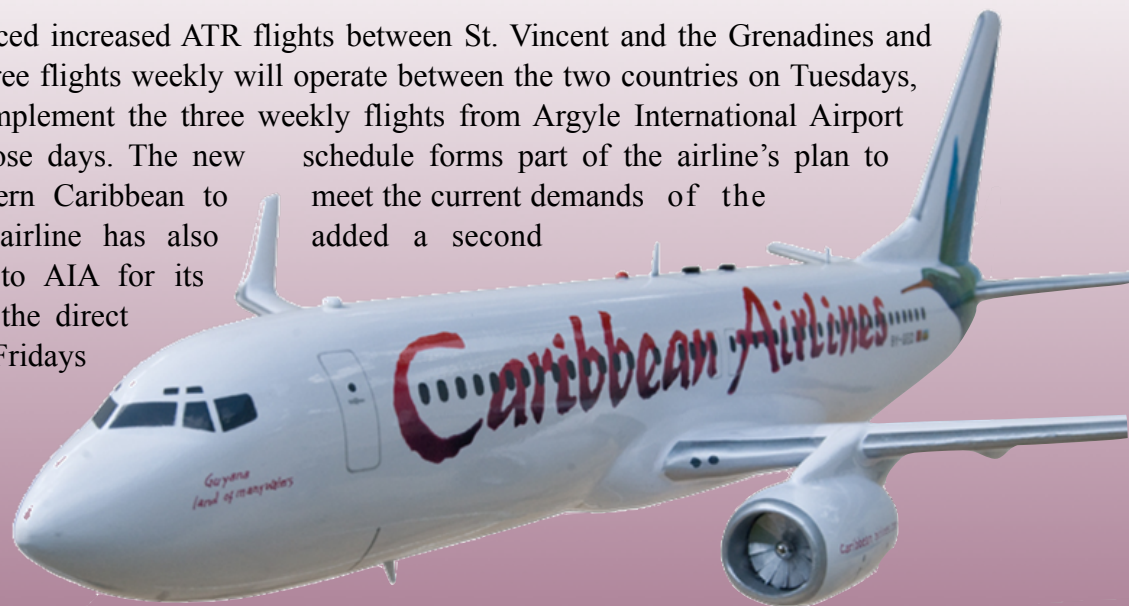 ced increased ATR flights between St. Vincent and the Grenadines and
ree flights weekly will operate between the two countries on Tuesdays,
mplement the three weekly flights from Argyle International Airport
ose days. The new schedule forms part of the airline’s plan to
ern Caribbean to meet the current demands of the
airline has also added a second
to AIA for its
the direct
Fridays
Caribbean Airlines
Guyana
land of many waters
Caribbean